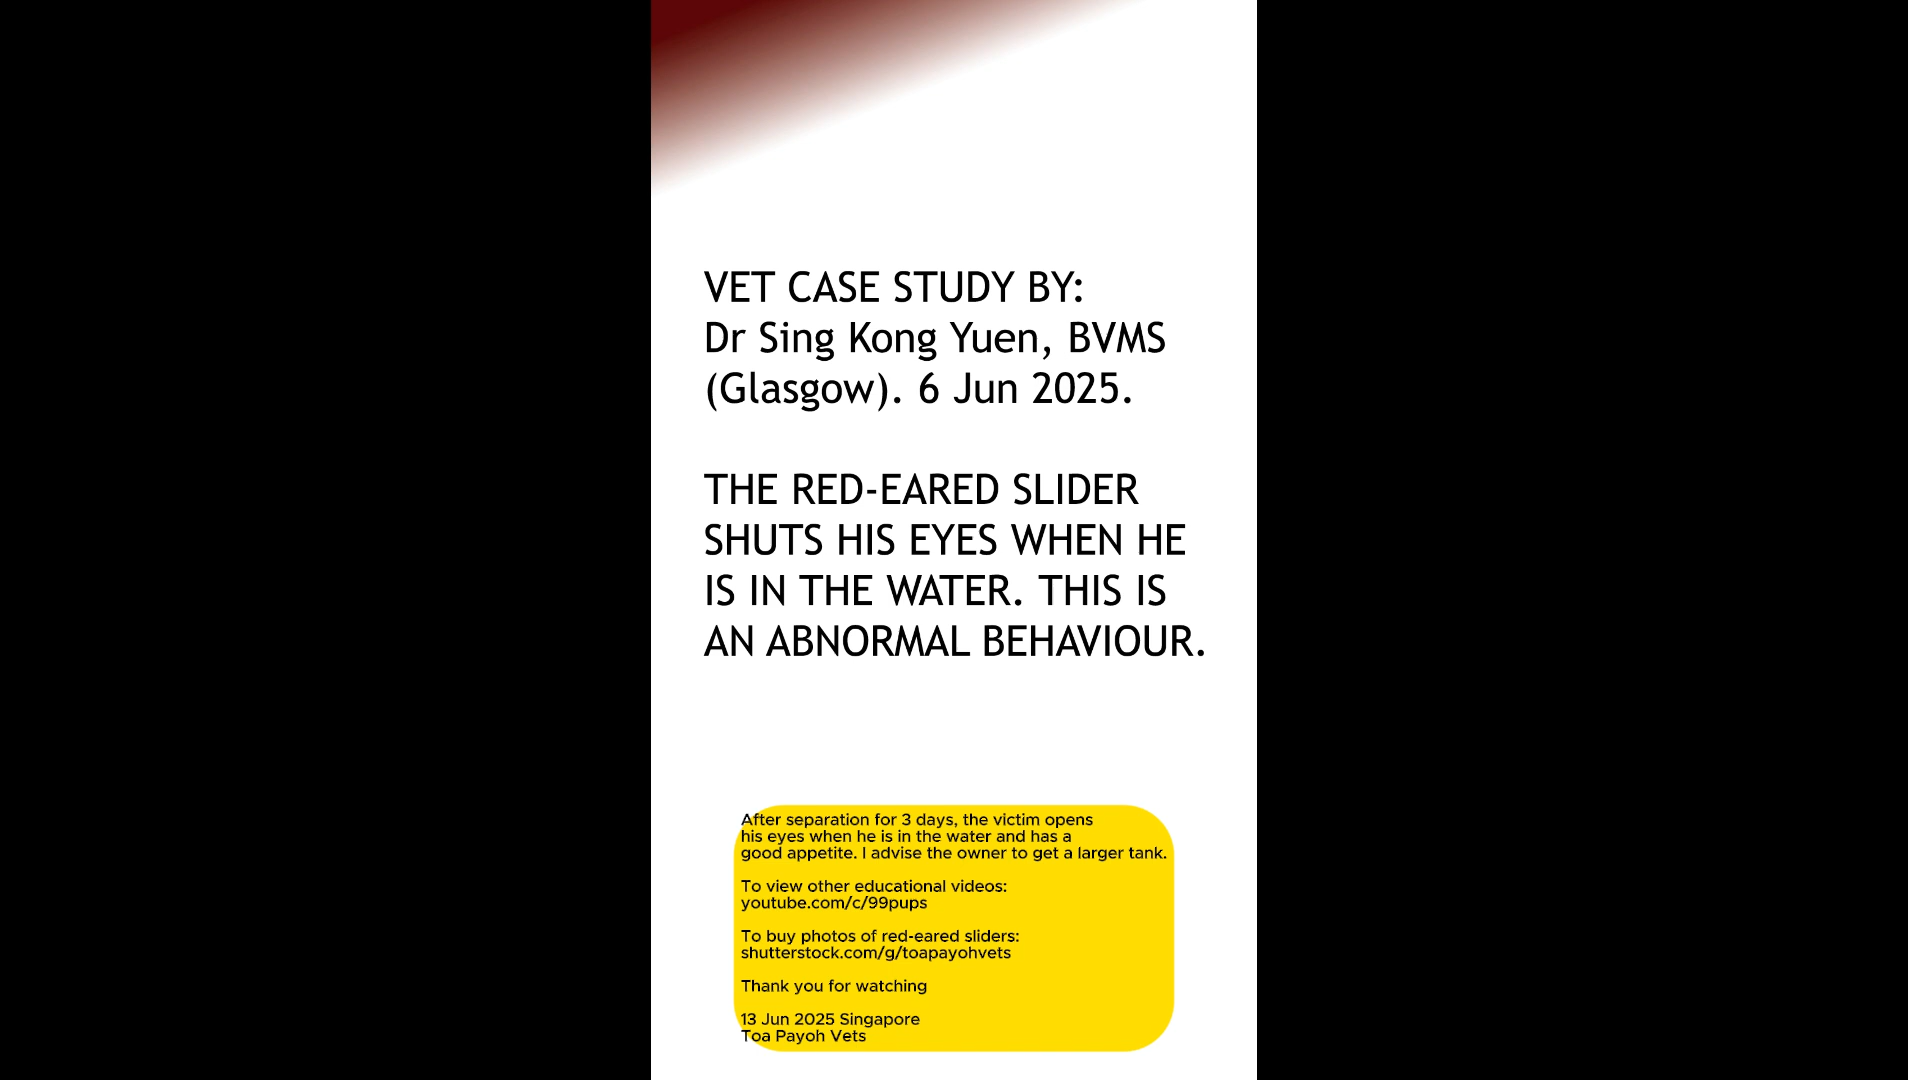 VET CASE STUDY BY:
Dr Sing Kong Yuen, BVMS
(Glasgow). 6 Jun 2025.
THE RED-EARED SLIDER
SHUTS HIS EYES WHEN HE
IS IN THE WATER. THIS IS
AN ABNORMAL BEHAVIOUR.
After separation for 3 days, the victim opens
his eyes when he is in the water and has a
good appetite. I advise the owner to get a larger tank.
To view other educational videos:
youtube.com/c/99pups
To buy photos of red-eared sliders:
shutterstock.com/g/toapayohvets
Thank you for watching
13 Jun 2025 Singapore
Toa Payoh Vets